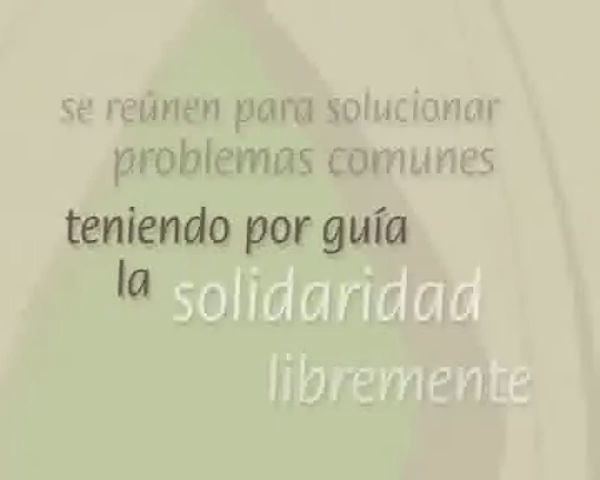 se reúnen para solucionar
problemas comunes
teniendo por guía
la solidaridad
libremente